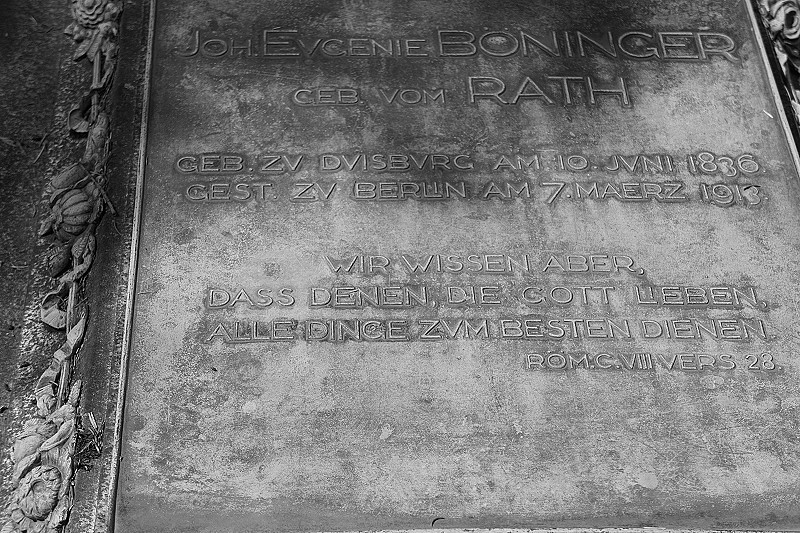 JOH. EVGENIE BÖNINGER
GEB. VOM RATH
GEB. ZV DVISBVRG AM 10. JVNI 1836.
GEST. ZV BERLIN AM 7. MAERZ 1913.
WIR WISSEN ABER,
DASS DENEN, DIE GOTT LIEBEN,
ALLE DINGE ZVM BESTEN DIENEN.
RÖM. C. VIII VERS 28.